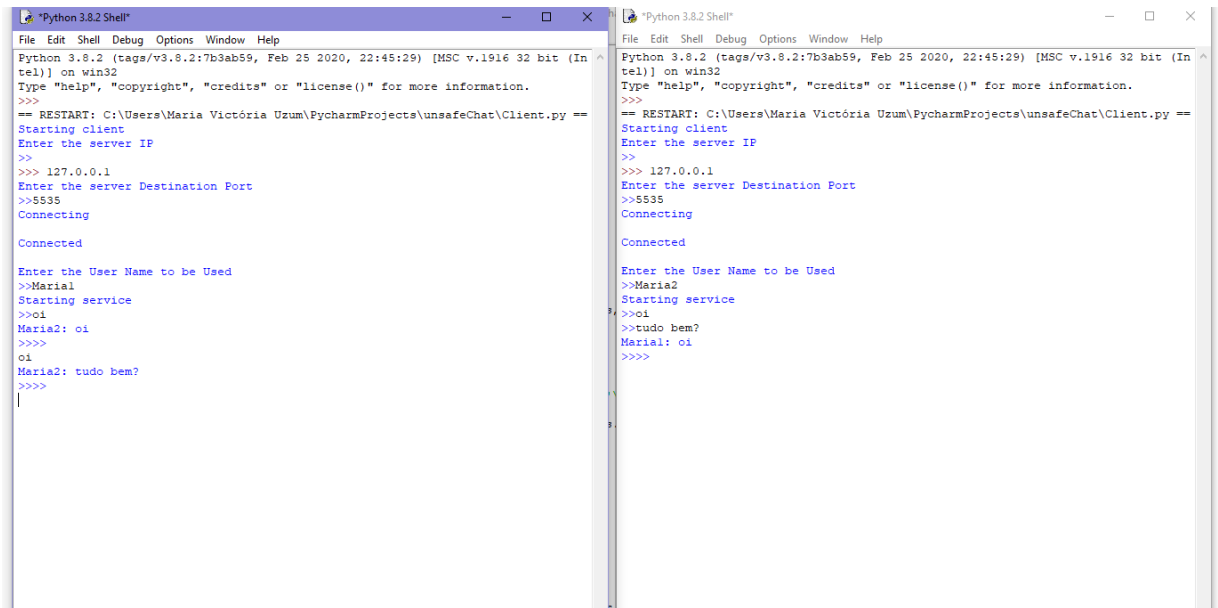 *Python 3.8.2 Shell*
File Edit Shell Debug Options Window Help
Python 3.8.2 (tags/v3.8.2:7b3ab59, Feb 25 2020, 22:45:29) [MSC v.1916 32 bit (In
tel)] on win32
Type "help", "copyright", "credits" or "license()" for more information.
>>>
== RESTART: C:\Users\Maria Victória Uzum\PycharmProjects\unsafeChat\Client.py ==
Starting client
Enter the server IP
>>
>>> 127.0.0.1
Enter the server Destination Port
>>5535
Connecting
Connected
Enter the User Name to be Used
>>Maria1
Starting service
>>oi
Maria2: oi
>>>>
oi
Maria2: tudo bem?
>>>>
*Python 3.8.2 Shell*
File Edit Shell Debug Options Window Help
Python 3.8.2 (tags/v3.8.2:7b3ab59, Feb 25 2020, 22:45:29) [MSC v.1916 32 bit (In
tel)] on win32
Type "help", "copyright", "credits" or "license()" for more information.
>>>
== RESTART: C:\Users\Maria Victória Uzum\PycharmProjects\unsafeChat\Client.py ==
Starting client
Enter the server IP
>>
>>> 127.0.0.1
Enter the server Destination Port
>>5535
Connecting
Connected
Enter the User Name to be Used
>>Maria2
Starting service
>>oi
>>tudo bem?
Maria1: oi
>>>>